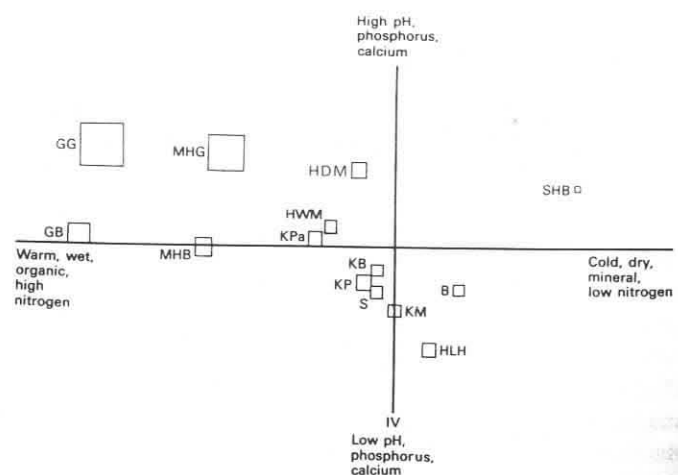 High pH,
phosphorus,
calcium
GG
MHG
HDM
SHB
HWM
GB
KPa
MHB
Warm, wet,
organic,
high
nitrogen
KB
KP
S
B
KM
Cold, dry,
mineral,
low nitrogen
HLH
IV
Low pH,
phosphorus,
calcium